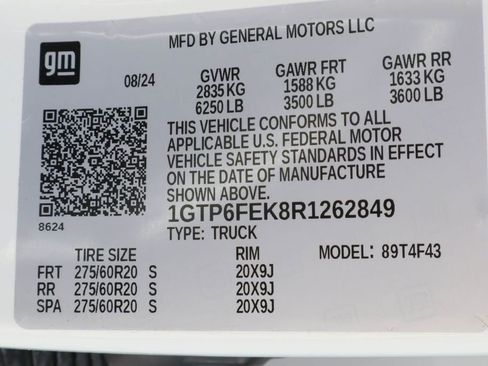 MFD BY GENERAL MOTORS LLC
gm
08/24
GVWR GAWR FRT GAWR RR
2835 KG 1588 KG 1633 KG
6250 LB 3500 LB 3600 LB
THIS VEHICLE CONFORMS TO ALL
APPLICABLE U.S. FEDERAL MOTOR
VEHICLE SAFETY STANDARDS IN EFFECT
ON THE DATE OF MANUFACTURE
SHOWN ABOVE.
8624
1GTP6FEK8R1262849
TYPE: TRUCK
TIRE SIZE RIM MODEL: 89T4F43
FRT 275/60R20 S 20X9J
RR 275/60R20 S 20X9J
SPA 275/60R20 S 20X9J